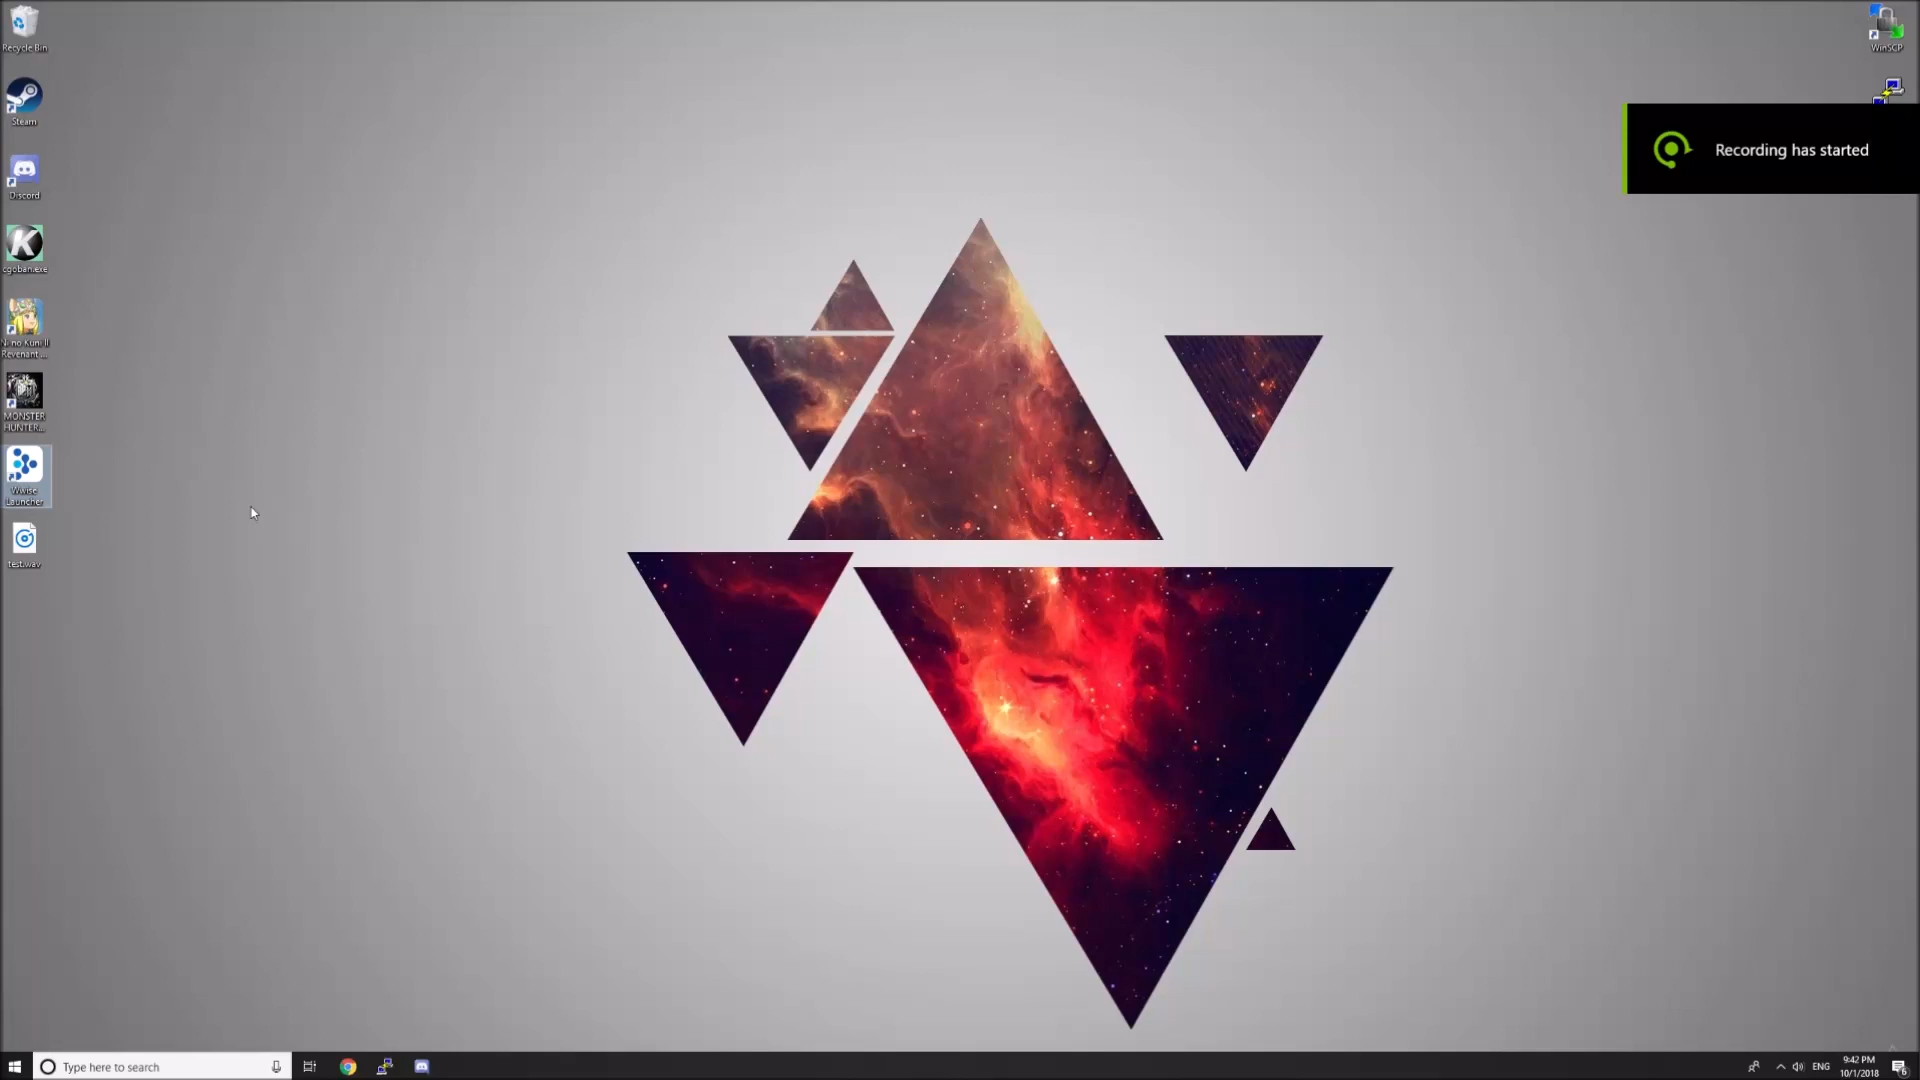 Recycle Bin
Steam
Discord
cgoban.exe
Ni no Kuni II
Revenant ...
MONSTER
HUNTER...
Wwise
Launcher
test.wav
WinSCP
Recording has started
Type here to search
ENG
9:42 PM
10/1/2018
6